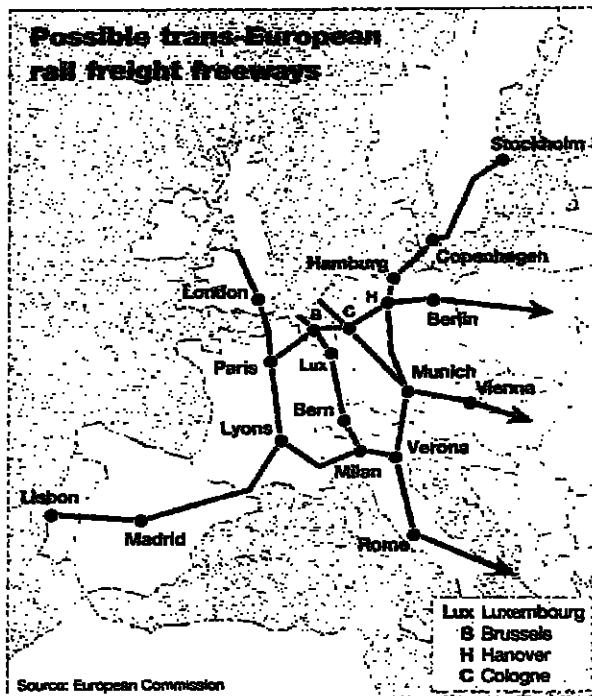 Possible trans-European
rail freight freeways
Stockholm
Copenhagen
Hamburg
London
H
Berlin
B
C
Paris
Lux
Munich
Vienna
Bern
Lyons
Milan
Verona
Lisbon
Madrid
Rome
Lux Luxembourg
B Brussels
H Hanover
C Cologne
Source: European Commission